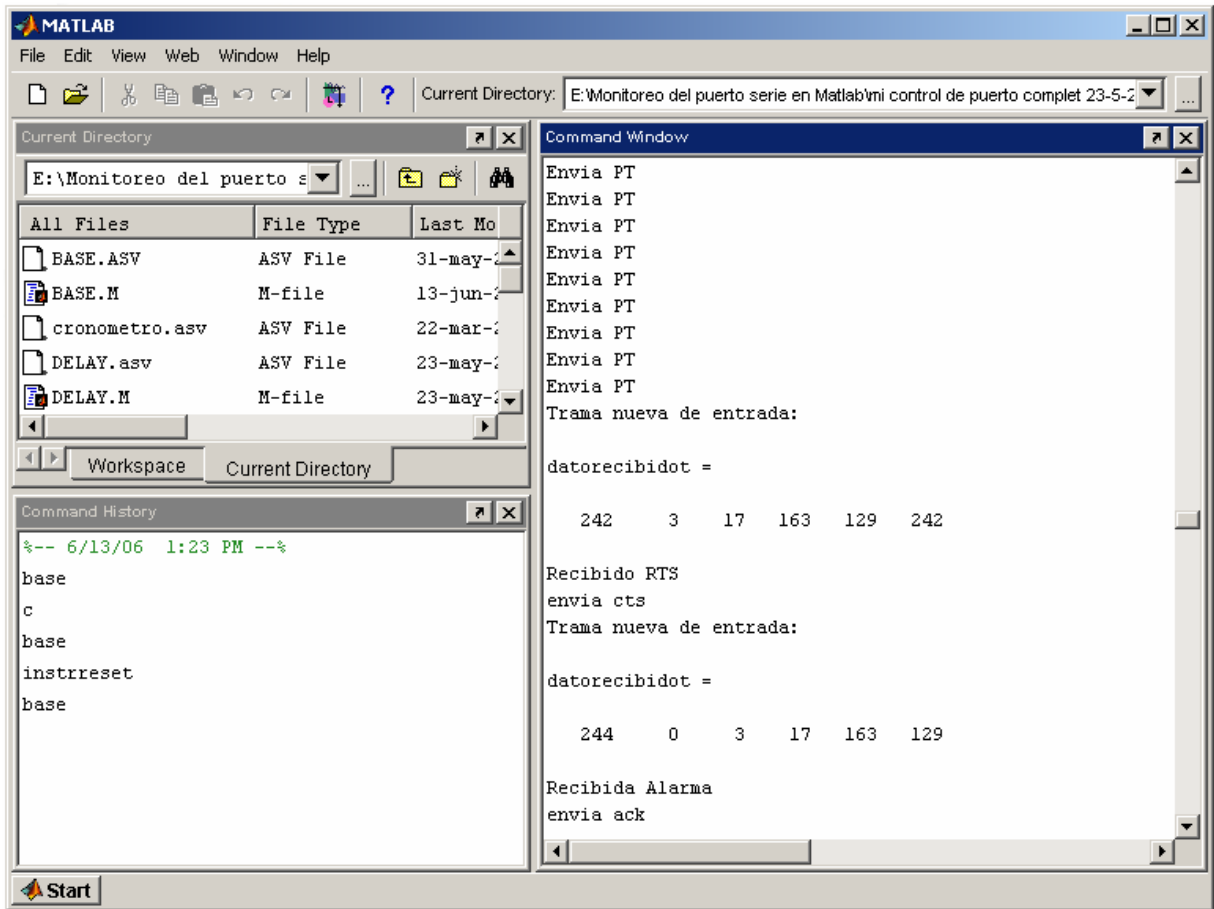 MATLAB
File Edit View Web Window Help
? Current Directory: E:\Monitoreo del puerto serie en Matlab\mi control de puerto complet 23-5-2 ...
Current Directory
E:\Monitoreo del puerto s ...
All Files File Type Last Mo
BASE.ASV ASV File 31-may-2
BASE.M M-file 13-jun-2
cronometro.asv ASV File 22-mar-2
DELAY.asv ASV File 23-may-2
DELAY.M M-file 23-may-2
Workspace Current Directory
Command History
%-- 6/13/06 1:23 PM --%
base
c
base
instrreset
base
Command Window
Envia PT
Envia PT
Envia PT
Envia PT
Envia PT
Envia PT
Envia PT
Envia PT
Envia PT
Trama nueva de entrada:
datorecibidot =
242 3 17 163 129 242
Recibido RTS
envia cts
Trama nueva de entrada:
datorecibidot =
244 0 3 17 163 129
Recibida Alarma
envia ack
Start